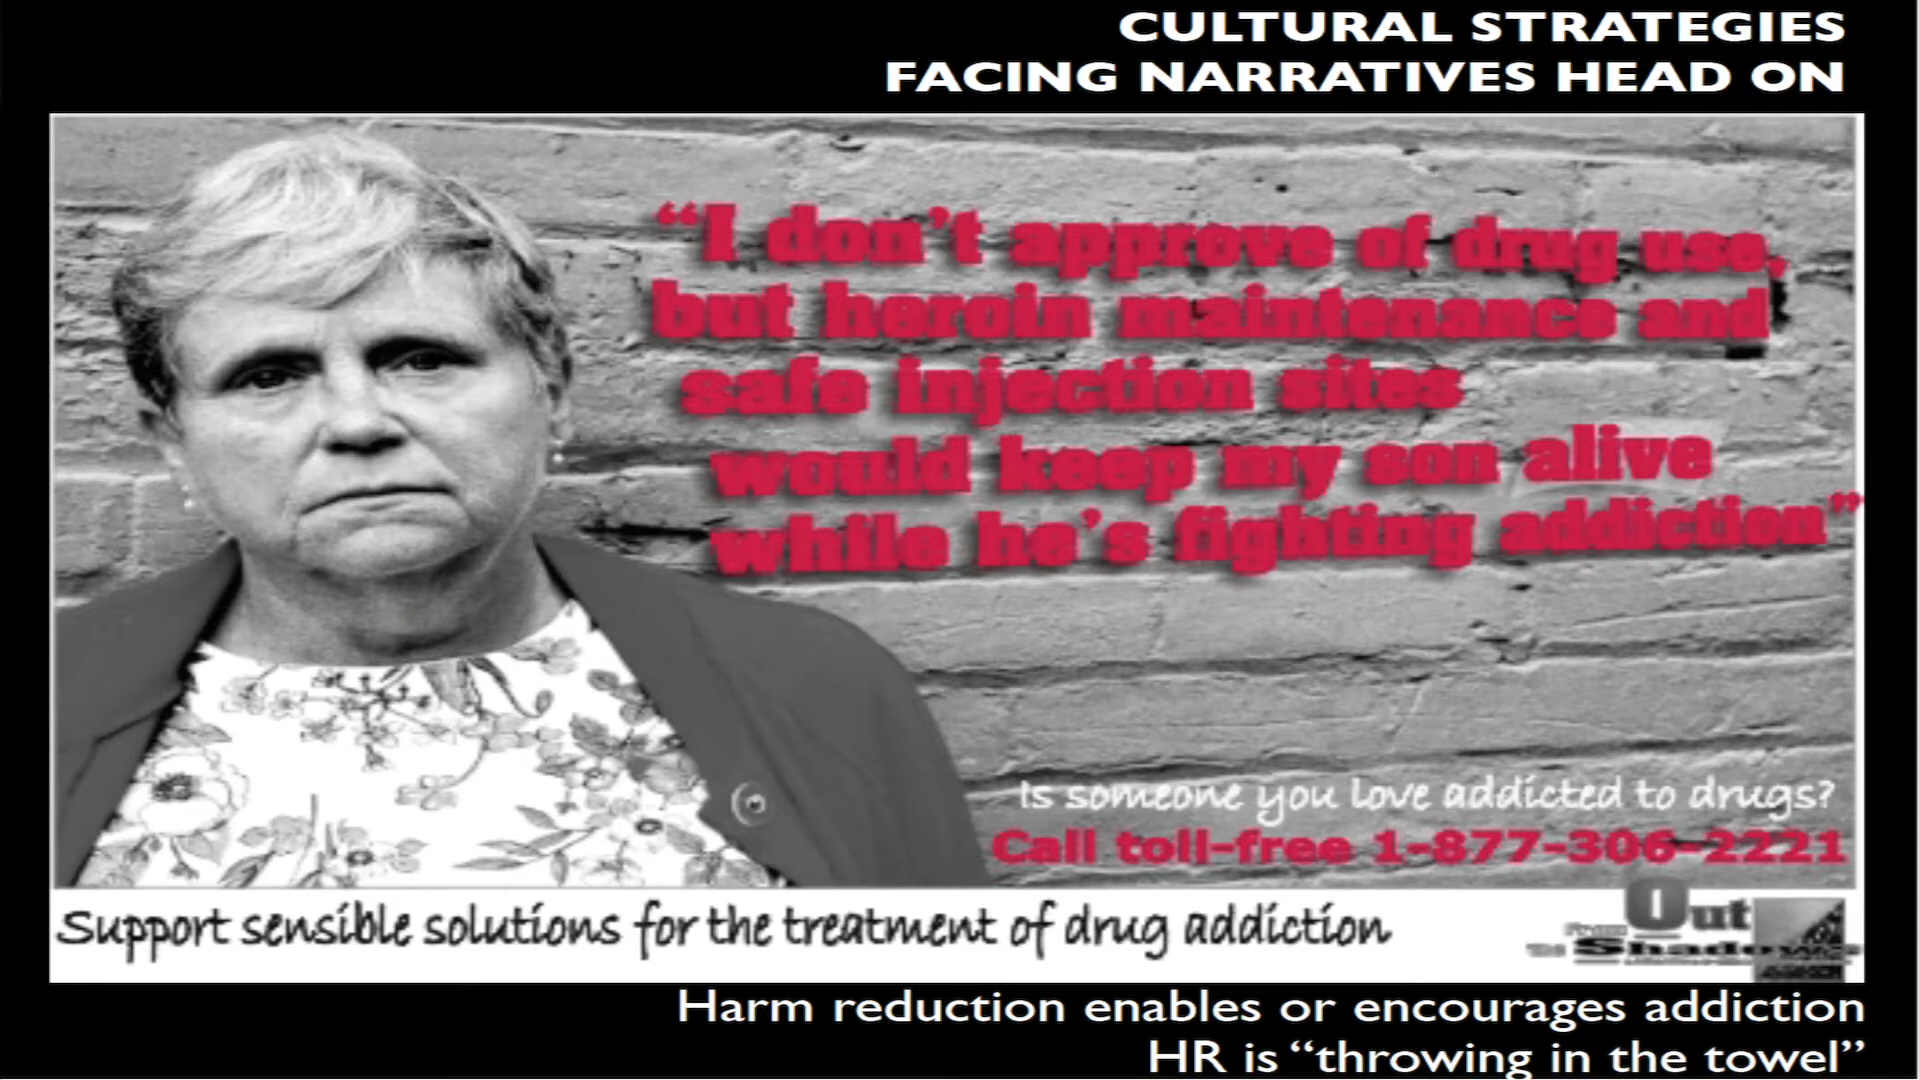 CULTURAL STRATEGIES
FACING NARRATIVES HEAD ON
“I don’t approve of drug use,
but heroin maintenance and
safe injection sites
would keep my son alive
while he’s fighting addiction”
Is someone you love addicted to drugs?
Call toll-free 1-877-306-2221
Support sensible solutions for the treatment of drug addiction
Out
From
Shadows
Harm reduction enables or encourages addiction
HR is “throwing in the towel”